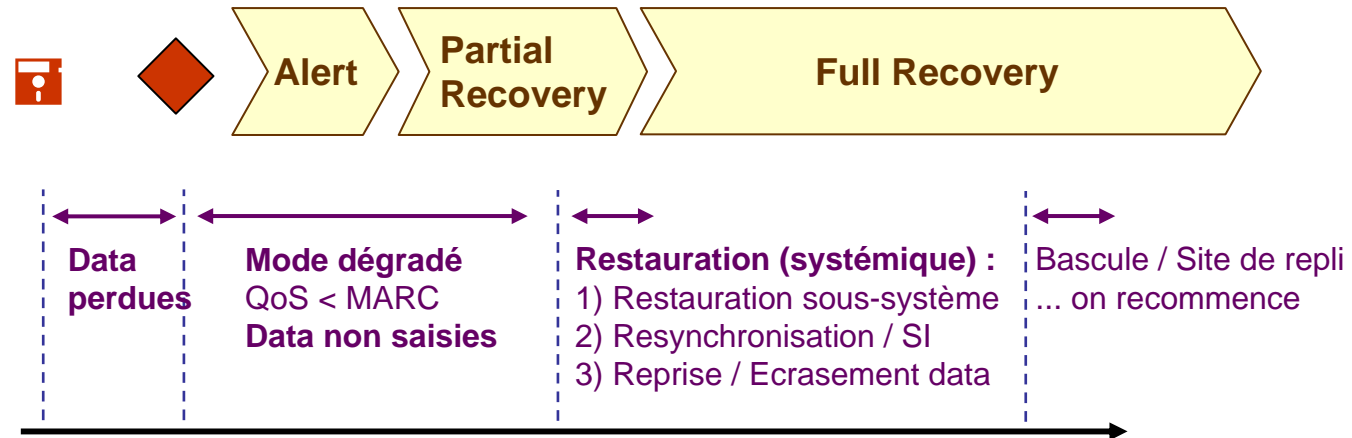 Alert
Partial
Recovery
Full Recovery
Data
perdues
Mode dégradé
QoS < MARC
Data non saisies
Restauration (systémique) :
1) Restauration sous-système
2) Resynchronisation / SI
3) Reprise / Ecrasement data
Bascule / Site de repli
... on recommence